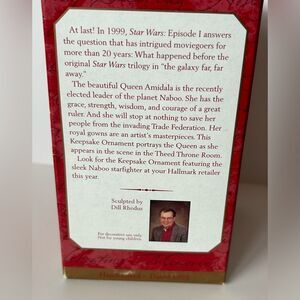 At last! In 1999, Star Wars: Episode I answers
the question that has intrigued moviegoers for
more than 20 years: What happened before the
original Star Wars trilogy in "the galaxy far, far
away."
The beautiful Queen Amidala is the recently
elected leader of the planet Naboo. She has the
grace, strength, wisdom, and courage of a great
ruler. And she will stop at nothing to save her
people from the invading Trade Federation. Her
royal gowns are an artist's masterpieces. This
Keepsake Ornament portrays the Queen as she
appears in the scene in the Theed Throne Room.
Look for the Keepsake Ornament featuring the
sleek Naboo starfighter at your Hallmark retailer
this year.
Sculpted by
Dill Rhodus
For decorative use only.
Not for young children.